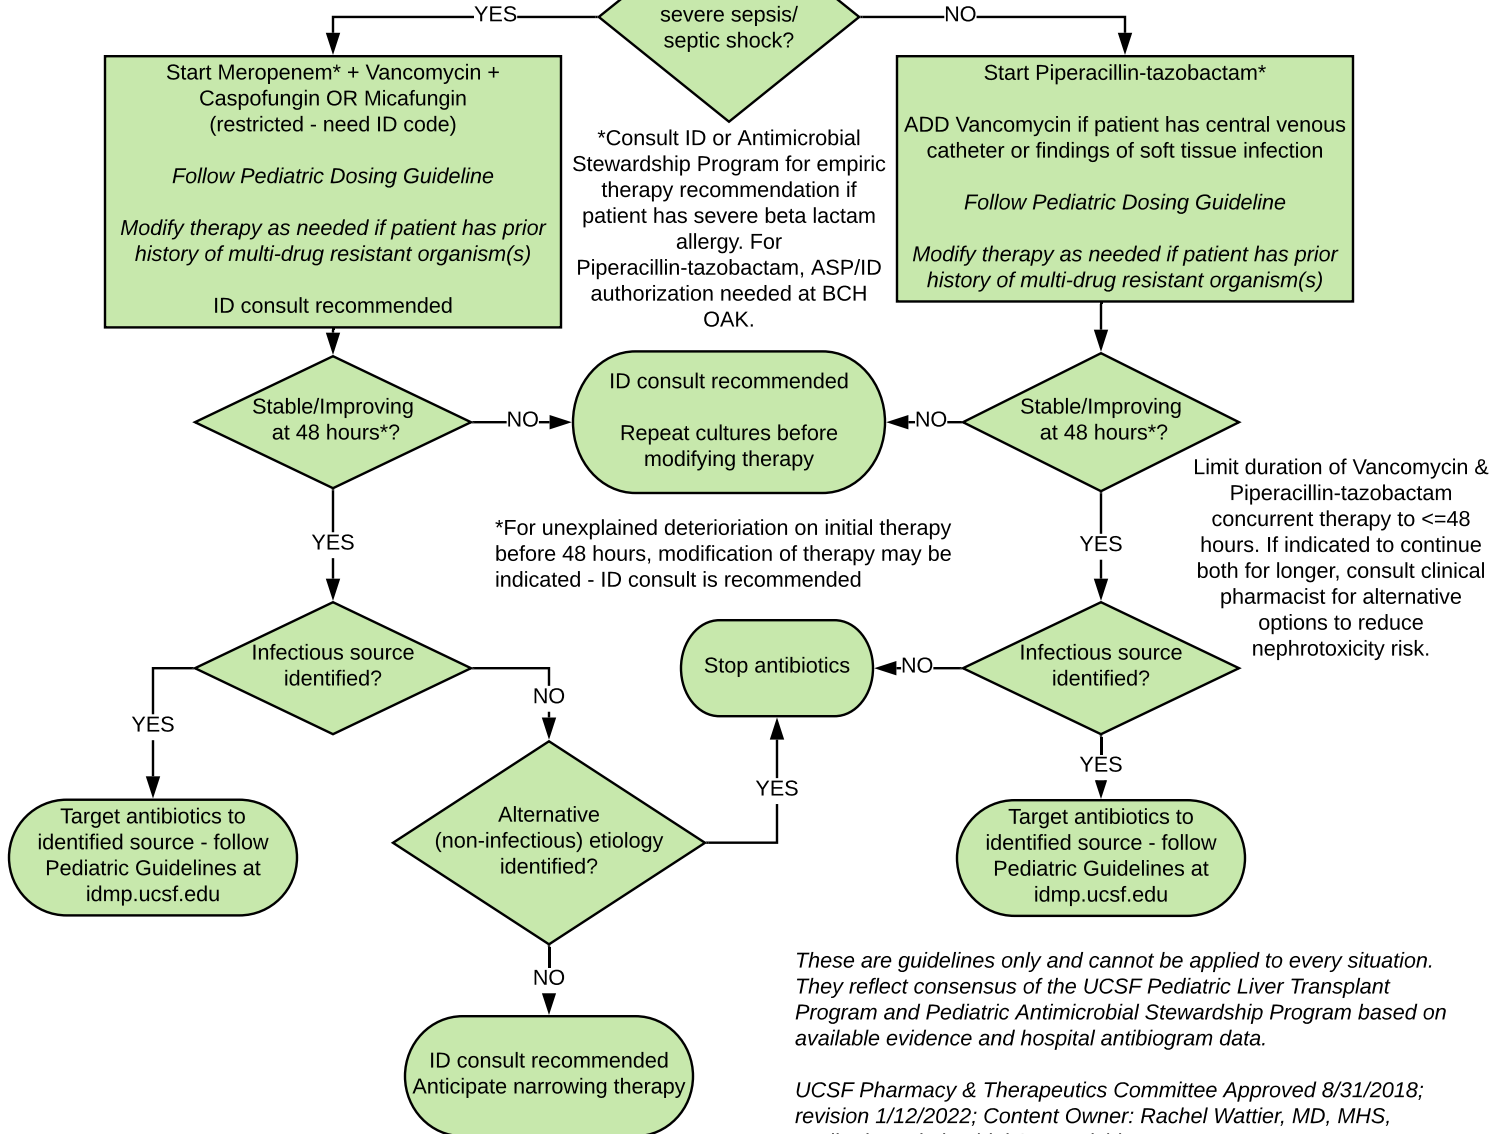 severe sepsis/
septic shock?
YES
NO
Start Meropenem* + Vancomycin +
Caspofungin OR Micafungin
(restricted - need ID code)
Follow Pediatric Dosing Guideline
Modify therapy as needed if patient has prior
history of multi-drug resistant organism(s)
ID consult recommended
*Consult ID or Antimicrobial
Stewardship Program for empiric
therapy recommendation if
patient has severe beta lactam
allergy. For
Piperacillin-tazobactam, ASP/ID
authorization needed at BCH
OAK.
Start Piperacillin-tazobactam*
ADD Vancomycin if patient has central venous
catheter or findings of soft tissue infection
Follow Pediatric Dosing Guideline
Modify therapy as needed if patient has prior
history of multi-drug resistant organism(s)
Stable/Improving
at 48 hours*?
NO
ID consult recommended
Repeat cultures before
modifying therapy
NO
Stable/Improving
at 48 hours*?
Limit duration of Vancomycin &
Piperacillin-tazobactam
concurrent therapy to <=48
hours. If indicated to continue
both for longer, consult clinical
pharmacist for alternative
options to reduce
nephrotoxicity risk.
YES
*For unexplained deterioriation on initial therapy
before 48 hours, modification of therapy may be
indicated - ID consult is recommended
YES
Infectious source
identified?
YES
NO
Stop antibiotics
NO
Infectious source
identified?
YES
YES
Target antibiotics to
identified source - follow
Pediatric Guidelines at
idmp.ucsf.edu
Alternative
(non-infectious) etiology
identified?
Target antibiotics to
identified source - follow
Pediatric Guidelines at
idmp.ucsf.edu
NO
ID consult recommended
Anticipate narrowing therapy
These are guidelines only and cannot be applied to every situation.
They reflect consensus of the UCSF Pediatric Liver Transplant
Program and Pediatric Antimicrobial Stewardship Program based on
available evidence and hospital antibiogram data.
UCSF Pharmacy & Therapeutics Committee Approved 8/31/2018;
revision 1/12/2022; Content Owner: Rachel Wattier, MD, MHS,